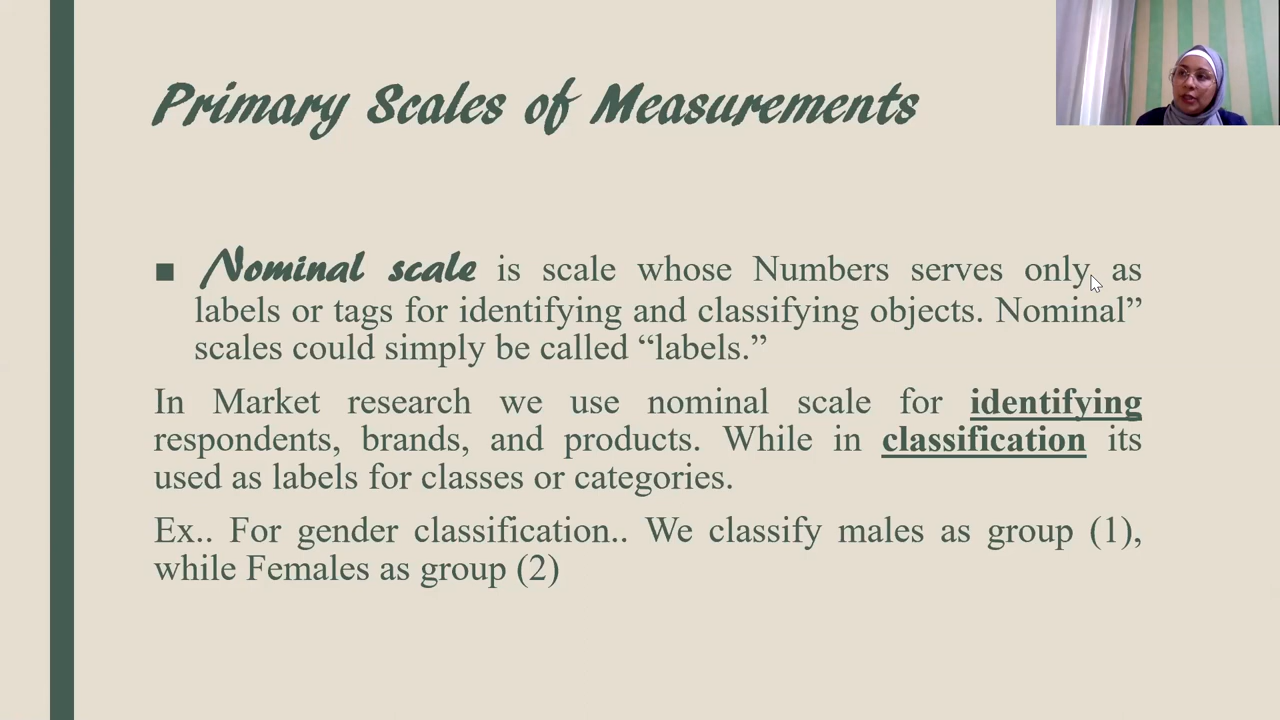 Primary Scales of Measurements
■ Nominal scale is scale whose Numbers serves only as
labels or tags for identifying and classifying objects. Nominal”
scales could simply be called “labels.”
In Market research we use nominal scale for identifying
respondents, brands, and products. While in classification its
used as labels for classes or categories.
Ex.. For gender classification.. We classify males as group (1),
while Females as group (2)